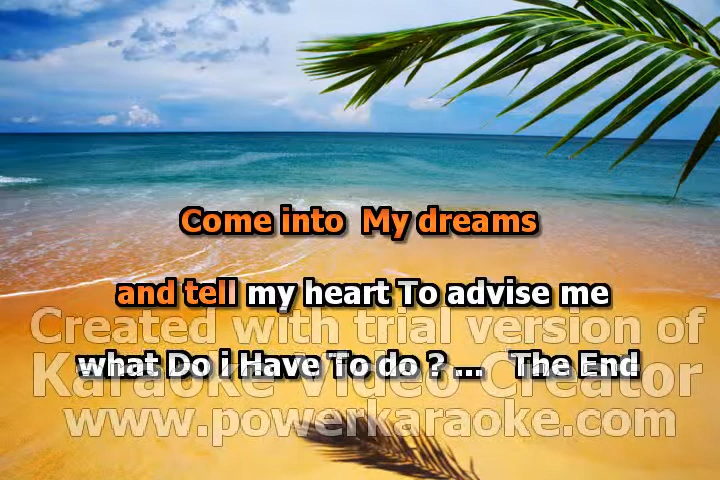 Come into My dreams
and tell my heart To advise me
Created with trial version of
what Do i Have To do ? ... The End
Karaoke Video Creator
www.powerkaraoke.com